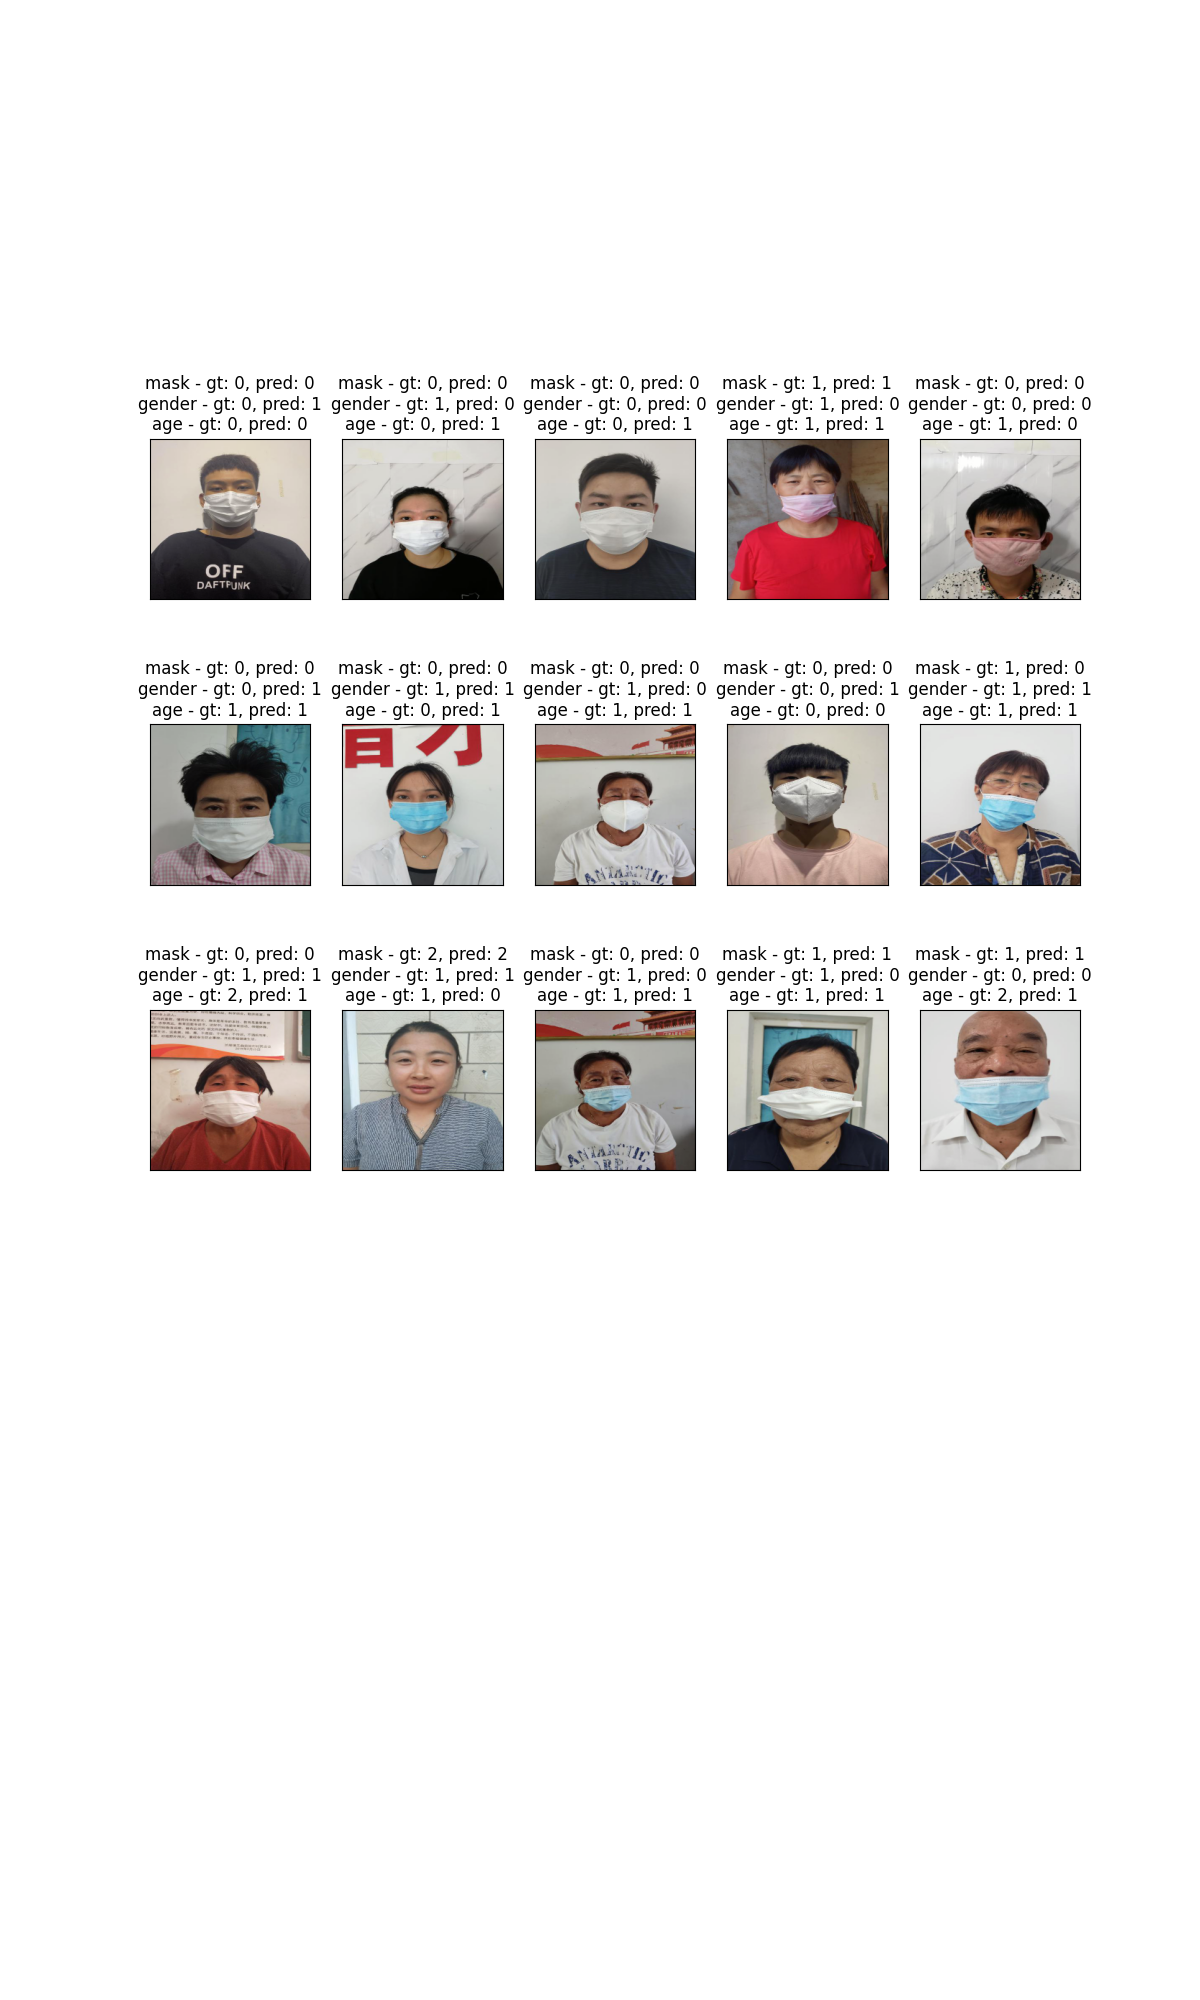 mask - gt: 0, pred: 0
gender - gt: 0, pred: 1
age - gt: 0, pred: 0
mask - gt: 0, pred: 0
gender - gt: 1, pred: 0
age - gt: 0, pred: 1
mask - gt: 0, pred: 0
gender - gt: 0, pred: 0
age - gt: 0, pred: 1
mask - gt: 1, pred: 1
gender - gt: 1, pred: 0
age - gt: 1, pred: 1
mask - gt: 0, pred: 0
gender - gt: 0, pred: 0
age - gt: 1, pred: 0
OFF
DAFTPUNK
mask - gt: 0, pred: 0
gender - gt: 0, pred: 1
age - gt: 1, pred: 1
mask - gt: 0, pred: 0
gender - gt: 1, pred: 1
age - gt: 0, pred: 1
mask - gt: 0, pred: 0
gender - gt: 1, pred: 0
age - gt: 1, pred: 1
mask - gt: 0, pred: 0
gender - gt: 0, pred: 1
age - gt: 0, pred: 0
mask - gt: 1, pred: 0
gender - gt: 1, pred: 1
age - gt: 1, pred: 1
ANTARCTIC
mask - gt: 0, pred: 0
gender - gt: 1, pred: 1
age - gt: 2, pred: 1
mask - gt: 2, pred: 2
gender - gt: 1, pred: 1
age - gt: 1, pred: 0
mask - gt: 0, pred: 0
gender - gt: 1, pred: 0
age - gt: 1, pred: 1
mask - gt: 1, pred: 1
gender - gt: 1, pred: 0
age - gt: 1, pred: 1
mask - gt: 1, pred: 1
gender - gt: 0, pred: 0
age - gt: 2, pred: 1
ANTARCTIC